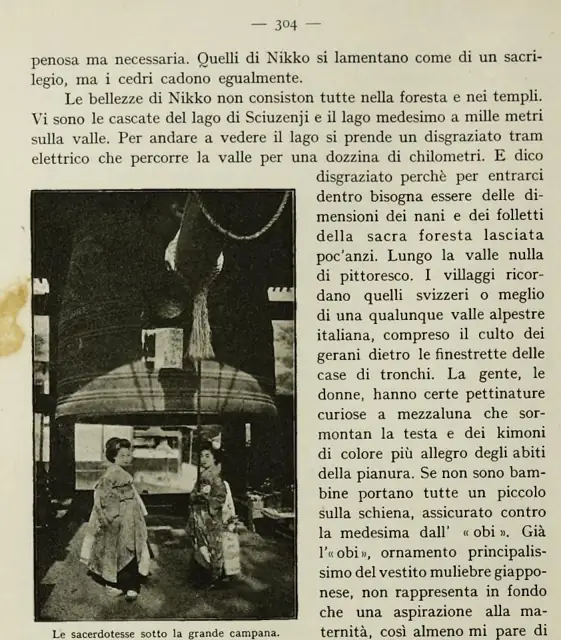 — 304 —
penosa ma necessaria. Quelli di Nikko si lamentano come di un sacri-
legio, ma i cedri cadono egualmente.
Le bellezze di Nikko non consiston tutte nella foresta e nei templi.
Vi sono le cascate del lago di Sciuzenji e il lago medesimo a mille metri
sulla valle. Per andare a vedere il lago si prende un disgraziato tram
elettrico che percorre la valle per una dozzina di chilometri. E dico
disgraziato perchè per entrarci
dentro bisogna essere delle di-
mensioni dei nani e dei folletti
della sacra foresta lasciata
poc'anzi. Lungo la valle nulla
di pittoresco. I villaggi ricor-
dano quelli svizzeri o meglio
di una qualunque valle alpestre
italiana, compreso il culto dei
gerani dietro le finestrette delle
case di tronchi. La gente, le
donne, hanno certe pettinature
curiose a mezzaluna che sor-
montan la testa e dei kimoni
di colore più allegro degli abiti
della pianura. Se non sono bam-
bine portano tutte un piccolo
sulla schiena, assicurato contro
la medesima dall' « obi ». Già
l'« obi », ornamento principalis-
simo del vestito muliebre giappo-
nese, non rappresenta in fondo
che una aspirazione alla ma-
ternità, così almeno mi pare di
Le sacerdotesse sotto la grande campana.